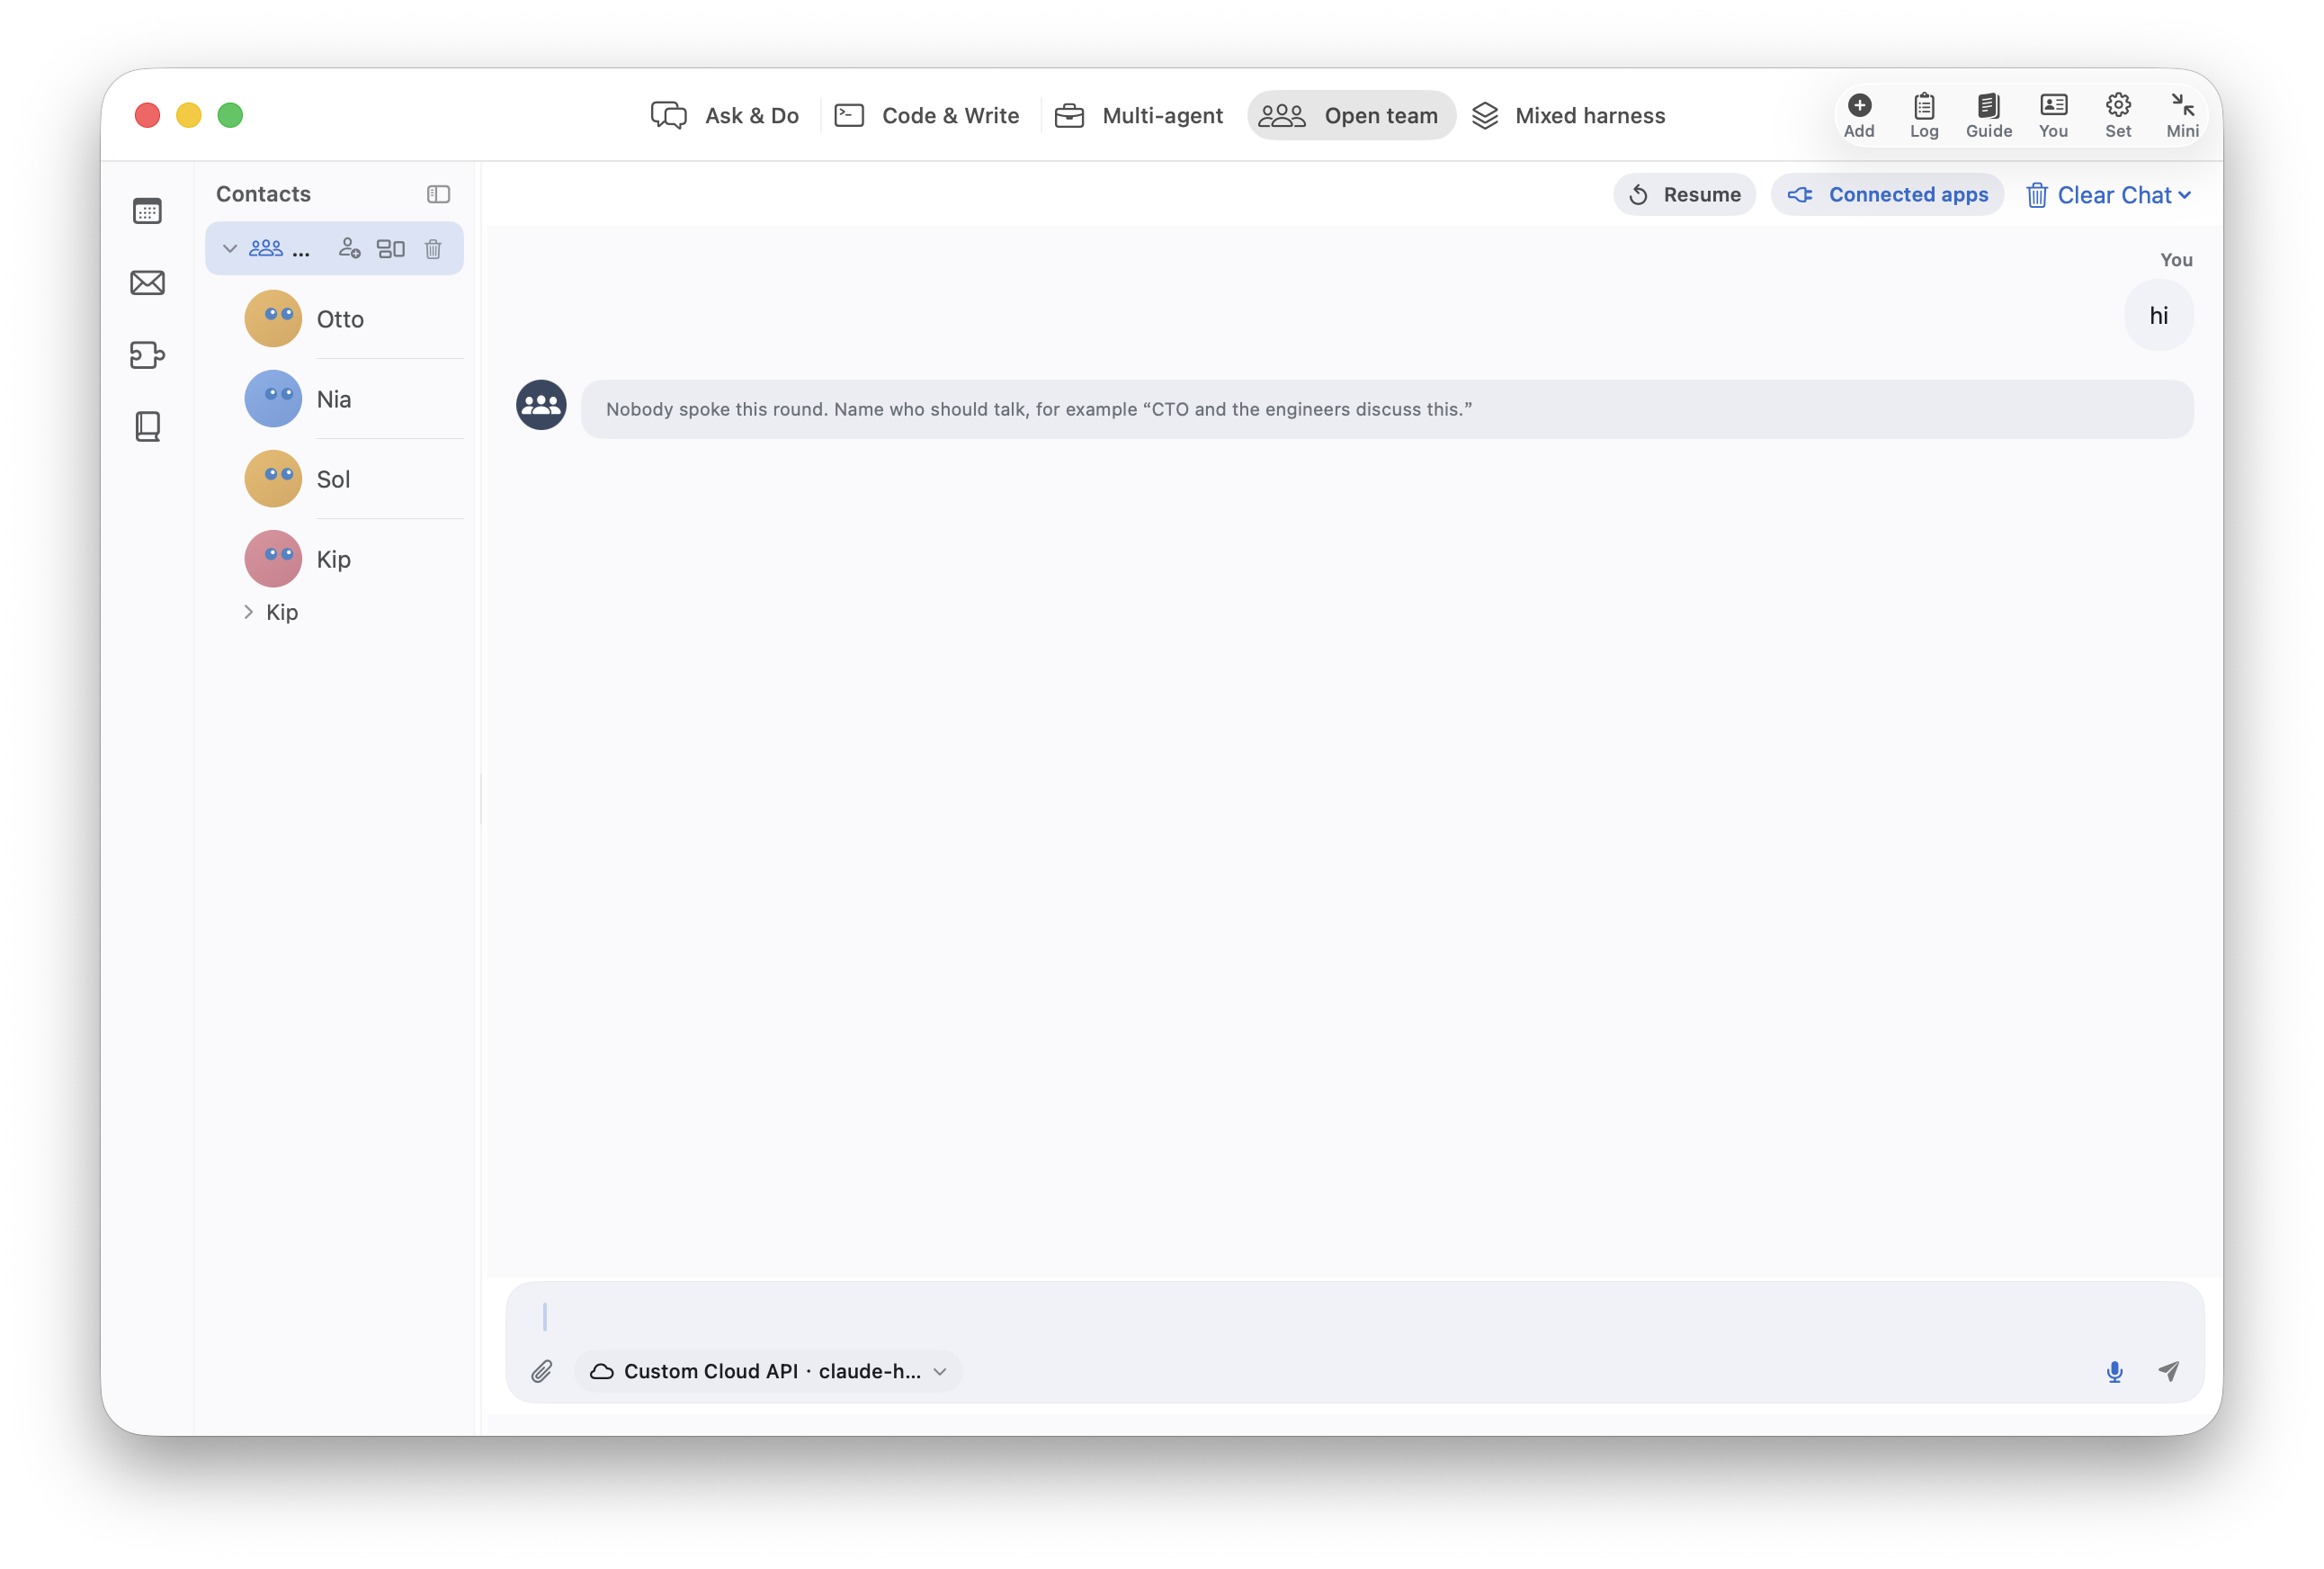 Ask & Do
Code & Write
Multi-agent
Open team
Mixed harness
Add
Log
Guide
You
Set
Mini
Contacts
Resume
Connected apps
Clear Chat
...
Otto
Nia
Sol
Kip
Kip
You
hi
Nobody spoke this round. Name who should talk, for example “CTO and the engineers discuss this.”
Custom Cloud API · claude-h...